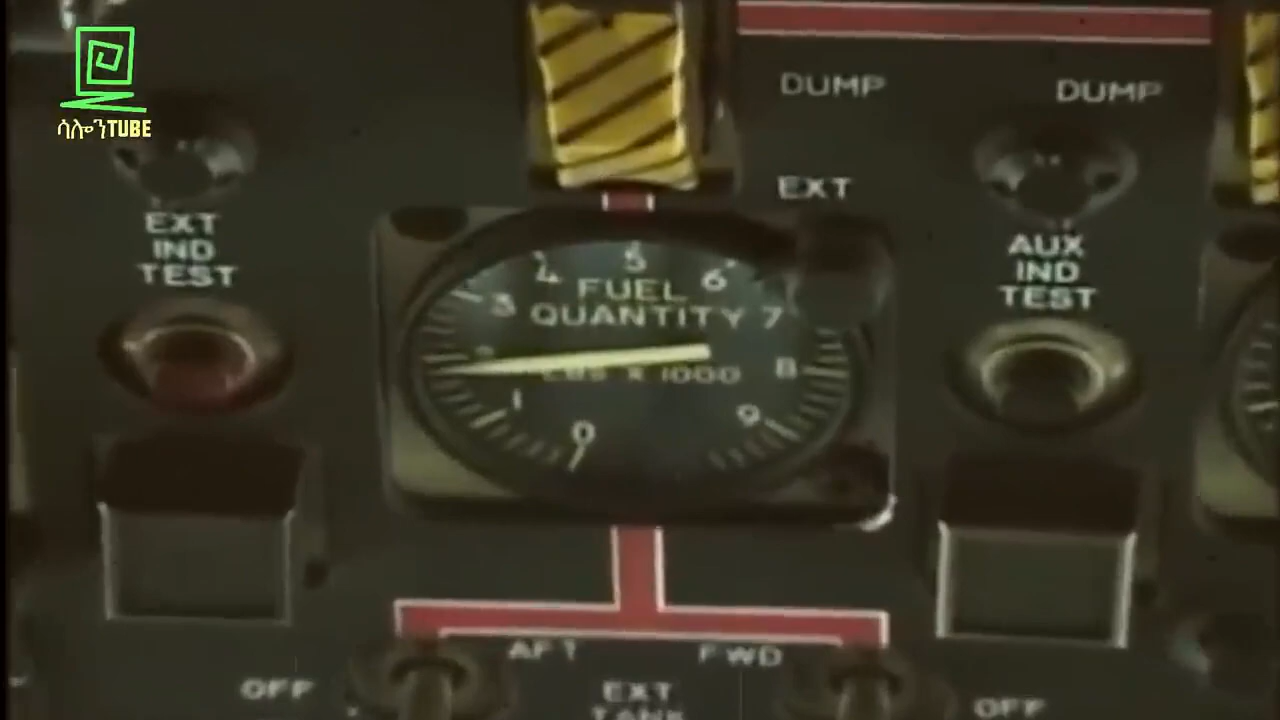 ሳሎንTUBE
DUMP
DUMP
EXT
EXT
IND
TEST
AUX
IND
TEST
5
4
6
3
FUEL
QUANTITY
7
LBS X 1000
8
1
9
0
AFT
FWD
OFF
EXT
TANK
OFF